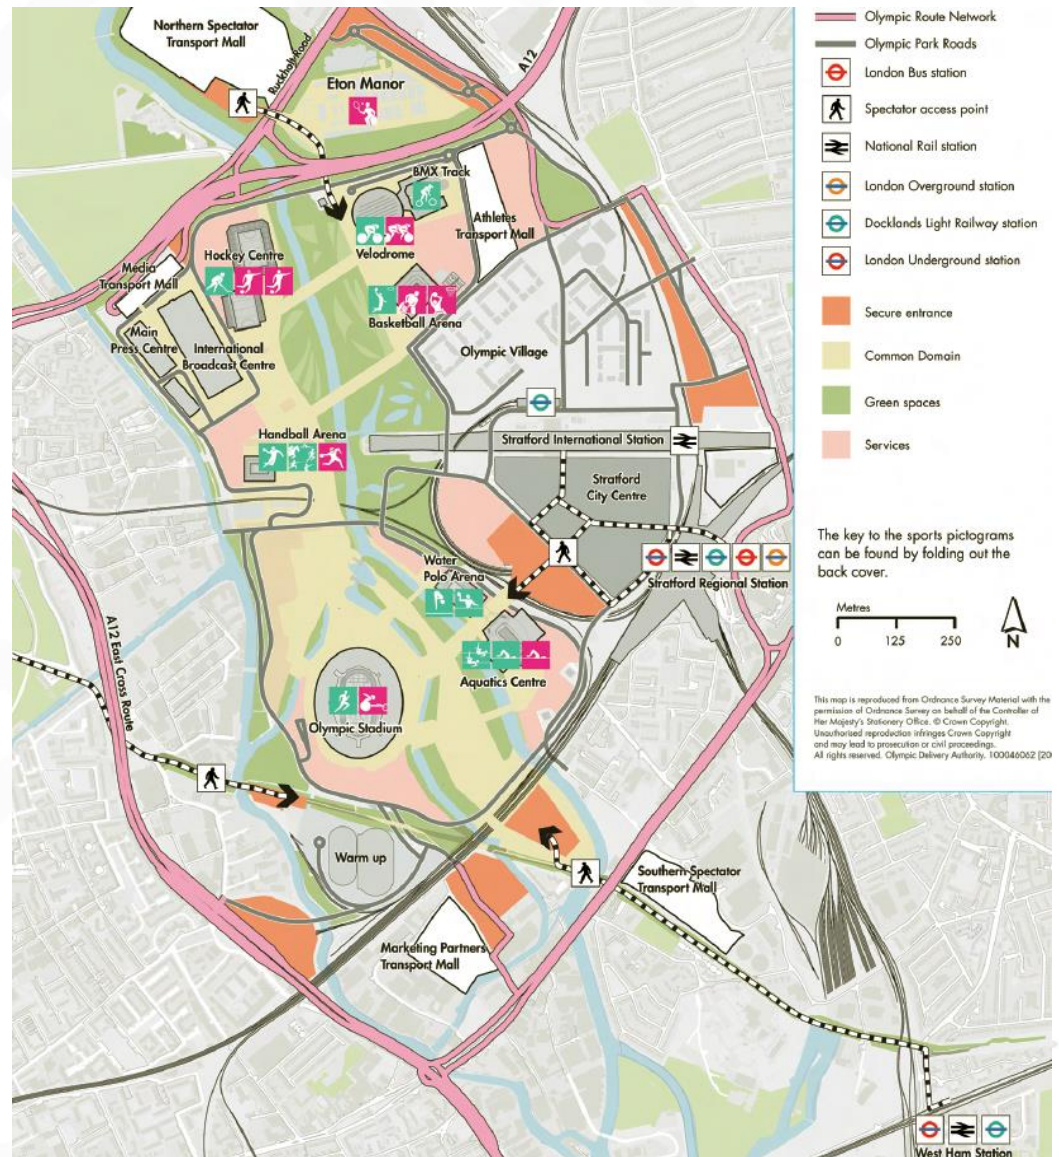 Northern Spectator
Transport Mall
Ruckholt Road
A12
Eton Manor
BMX Track
Athletes
Transport Mall
Velodrome
Hockey Centre
Media
Transport Mall
Basketball Arena
Main
Press Centre
International
Broadcast Centre
Olympic Village
Handball Arena
Stratford International Station
Stratford
City Centre
Water
Polo Arena
Stratford Regional Station
A12 East Cross Route
Aquatics Centre
Olympic Stadium
Warm up
Southern Spectator
Transport Mall
Marketing Partners
Transport Mall
West Ham Station
Olympic Route Network
Olympic Park Roads
London Bus station
Spectator access point
National Rail station
London Overground station
Docklands Light Railway station
London Underground station
Secure entrance
Common Domain
Green spaces
Services
The key to the sports pictograms
can be found by folding out the
back cover.
Metres
0 125 250
N
This map is reproduced from Ordnance Survey Material with the
permission of Ordnance Survey on behalf of the Controller of
Her Majesty's Stationery Office. © Crown Copyright.
Unauthorised reproduction infringes Crown Copyright
and may lead to prosecution or civil proceedings.
All rights reserved. Olympic Delivery Authority. 100046062 [20